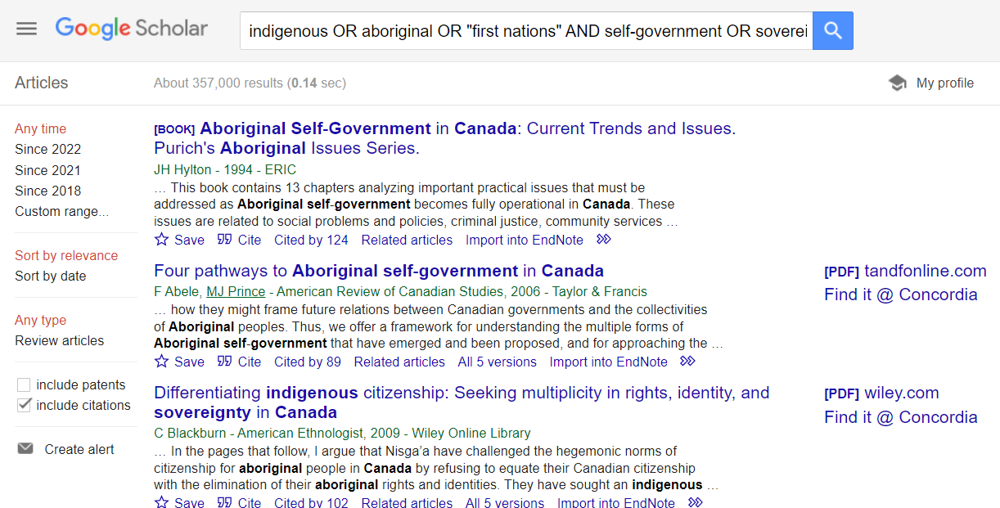 Google Scholar
indigenous OR aboriginal OR "first nations" AND self-government OR soverei
Articles
About 357,000 results (0.14 sec)
My profile
Any time
Since 2022
Since 2021
Since 2018
Custom range...
Sort by relevance
Sort by date
Any type
Review articles
include patents
include citations
Create alert
[BOOK] Aboriginal Self-Government in Canada: Current Trends and Issues.
Purich's Aboriginal Issues Series.
JH Hylton - 1994 - ERIC
… This book contains 13 chapters analyzing important practical issues that must be
addressed as Aboriginal self-government becomes fully operational in Canada. These
issues are related to social problems and policies, criminal justice, community services …
Save Cite Cited by 124 Related articles Import into EndNote
Four pathways to Aboriginal self-government in Canada
F Abele, MJ Prince - American Review of Canadian Studies, 2006 - Taylor & Francis
… how they might frame future relations between Canadian governments and the collectivities
of Aboriginal peoples. Thus, we offer a framework for understanding the multiple forms of
Aboriginal self-government that have emerged and been proposed, and for approaching the …
Save Cite Cited by 89 Related articles All 5 versions Import into EndNote
[PDF] tandfonline.com
Find it @ Concordia
Differentiating indigenous citizenship: Seeking multiplicity in rights, identity, and
sovereignty in Canada
C Blackburn - American Ethnologist, 2009 - Wiley Online Library
… In the pages that follow, I argue that Nisga'a have challenged the hegemonic norms of
citizenship for aboriginal people in Canada by refusing to equate their Canadian citizenship
with the elimination of their aboriginal rights and identities. They have sought an indigenous …
Save Cite Cited by 102 Related articles All 5 versions Import into EndNote
[PDF] wiley.com
Find it @ Concordia